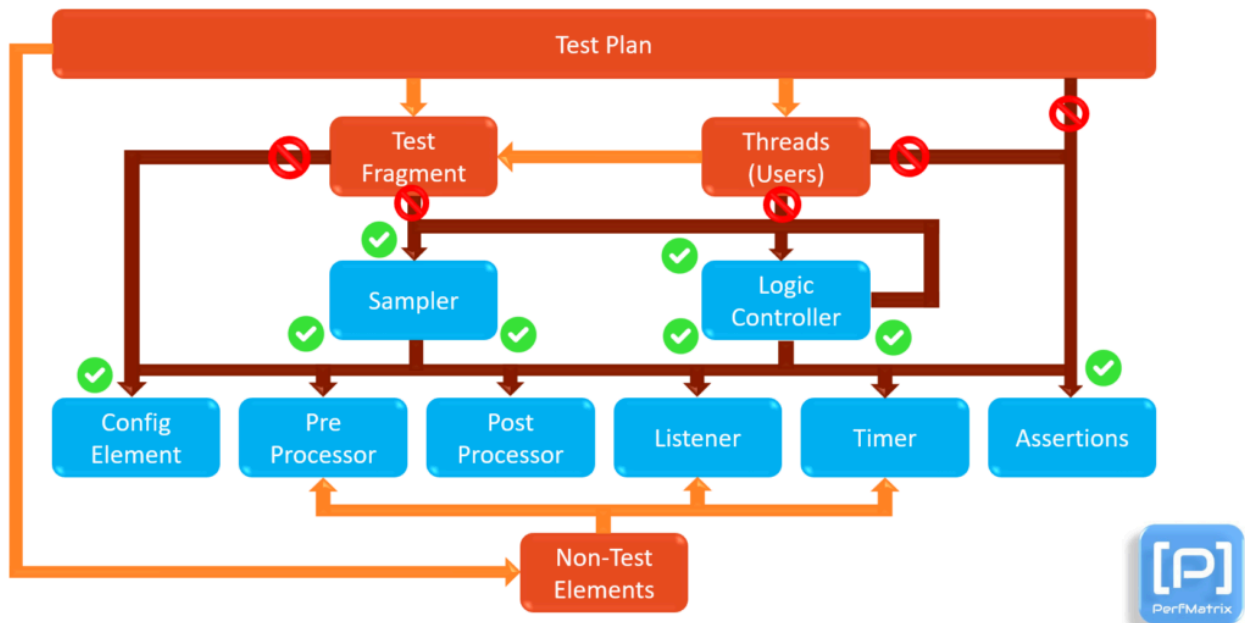 Test Plan
Test
Fragment
Threads
(Users)
Sampler
Logic
Controller
Config
Element
Pre
Processor
Post
Processor
Listener
Timer
Assertions
Non-Test
Elements
[P]
PerfMatrix